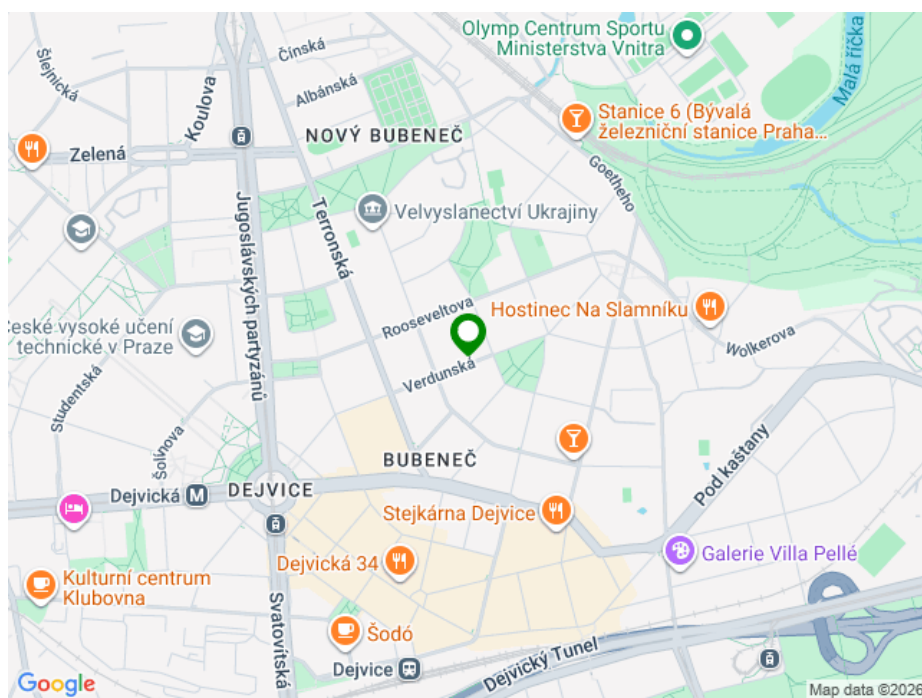 Olymp Centrum Sportu
Ministerstva Vnitra
Malá říčka
Šlejnická
Čínská
Koulova
Albánská
Stanice 6 (Bývalá
železniční stanice Praha...
NOVÝ BUBENEČ
Zelená
Goetheho
Jugoslávských partyzánů
Terronská
Velvyslanectví Ukrajiny
Rooseveltova
Hostinec Na Slamníku
České vysoké učení
technické v Praze
Wolkerova
Verdunská
Studentská
Šolínova
BUBENEČ
Pod kaštany
Dejvická
M
DEJVICE
Stejkárna Dejvice
Dejvická 34
Galerie Villa Pellé
Kulturní centrum
Klubovna
Svatovítská
Šodó
Dejvice
Dejvický Tunel
Google
Map data ©2026